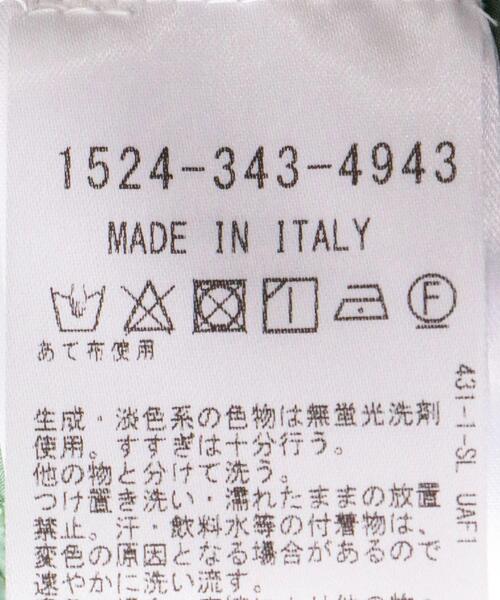 1524-343-4943
MADE IN ITALY
F
あて布使用
生成・淡色系の色物は無蛍光洗剤
使用。すすぎは十分行う。
他の物と分けて洗う。
つけ置き洗い・濡れたままの放置
禁止。汗・飲料水等の付着物は、
変色の原因となる場合があるので
速やかに洗い流す。
431-1-SL UAF1